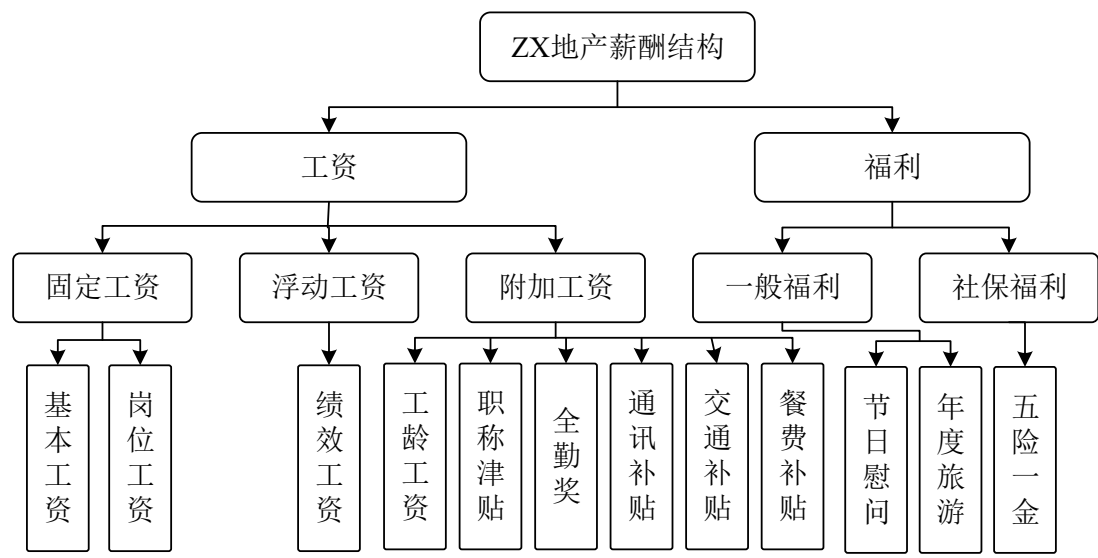 ZX地产薪酬结构
工资
福利
固定工资
浮动工资
附加工资
一般福利
社保福利
基本工资
岗位工资
绩效工资
工龄工资
职称津贴
全勤奖
通讯补贴
交通补贴
餐费补贴
节日慰问
年度旅游
五险一金